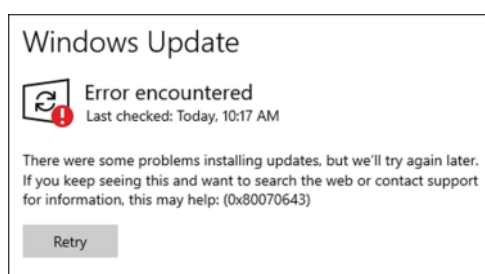 Windows Update
Error encountered
Last checked: Today, 10:17 AM
There were some problems installing updates, but we'll try again later.
If you keep seeing this and want to search the web or contact support
for information, this may help: (0x80070643)
Retry